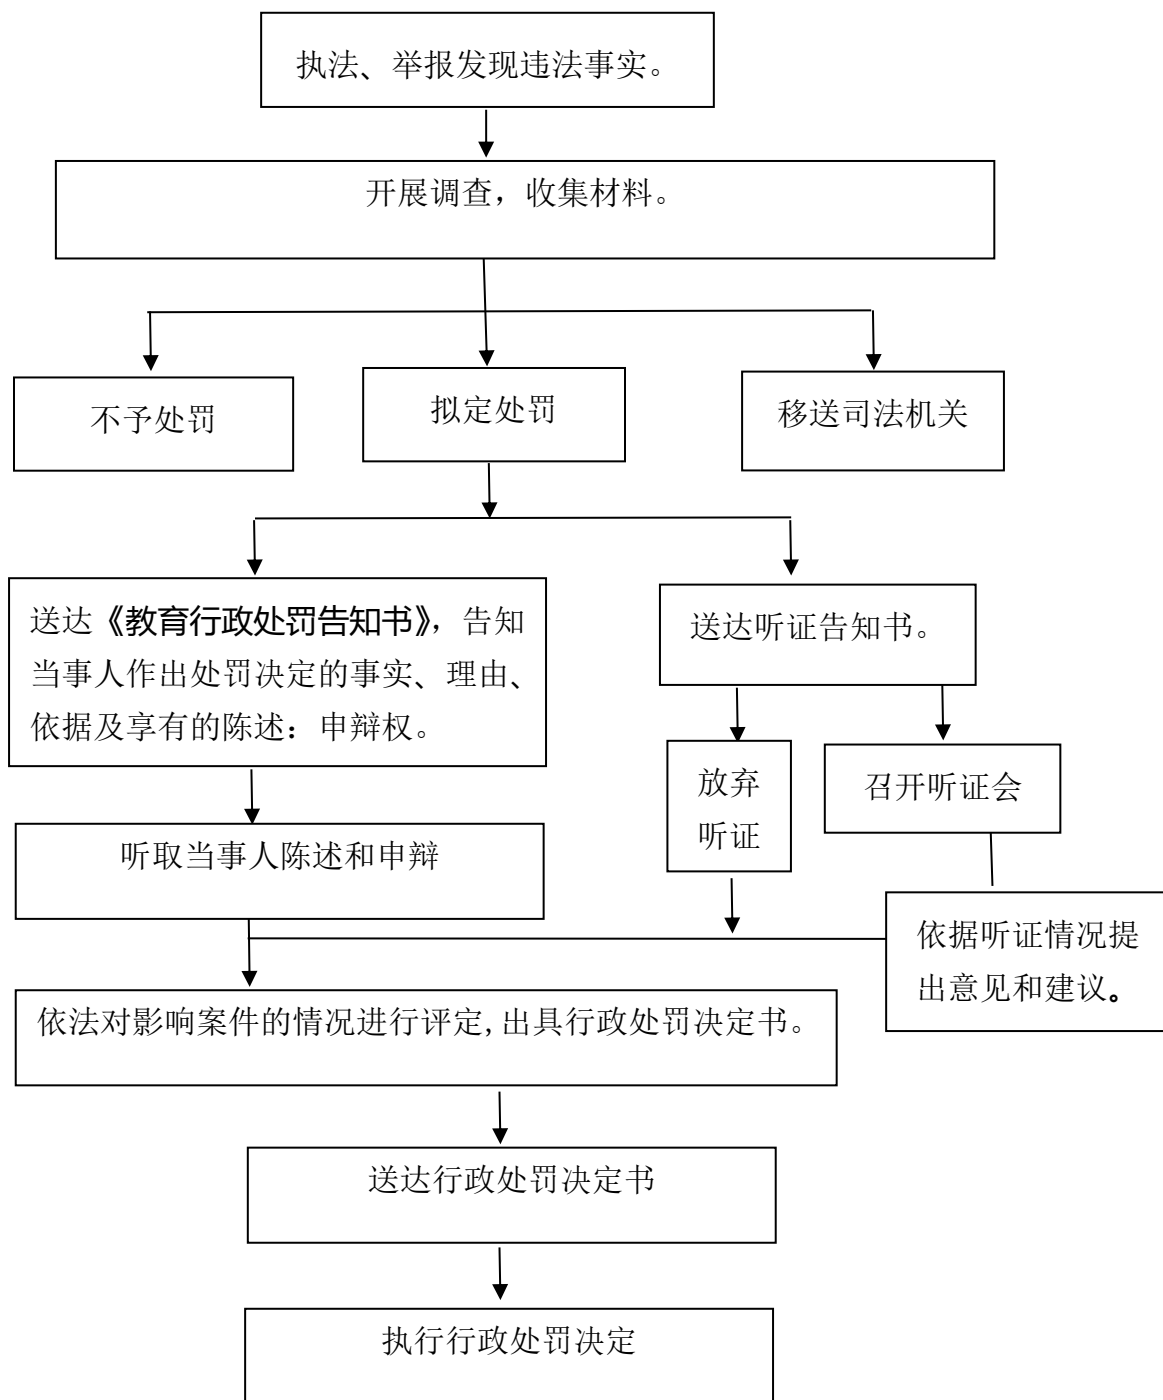 执法、举报发现违法事实。
开展调查，收集材料。
不予处罚
拟定处罚
移送司法机关
送达《教育行政处罚告知书》，告知
当事人作出处罚决定的事实、理由、
依据及享有的陈述：申辩权。
送达听证告知书。
放弃
听证
召开听证会
听取当事人陈述和申辩
依据听证情况提
出意见和建议。
依法对影响案件的情况进行评定,出具行政处罚决定书。
送达行政处罚决定书
执行行政处罚决定